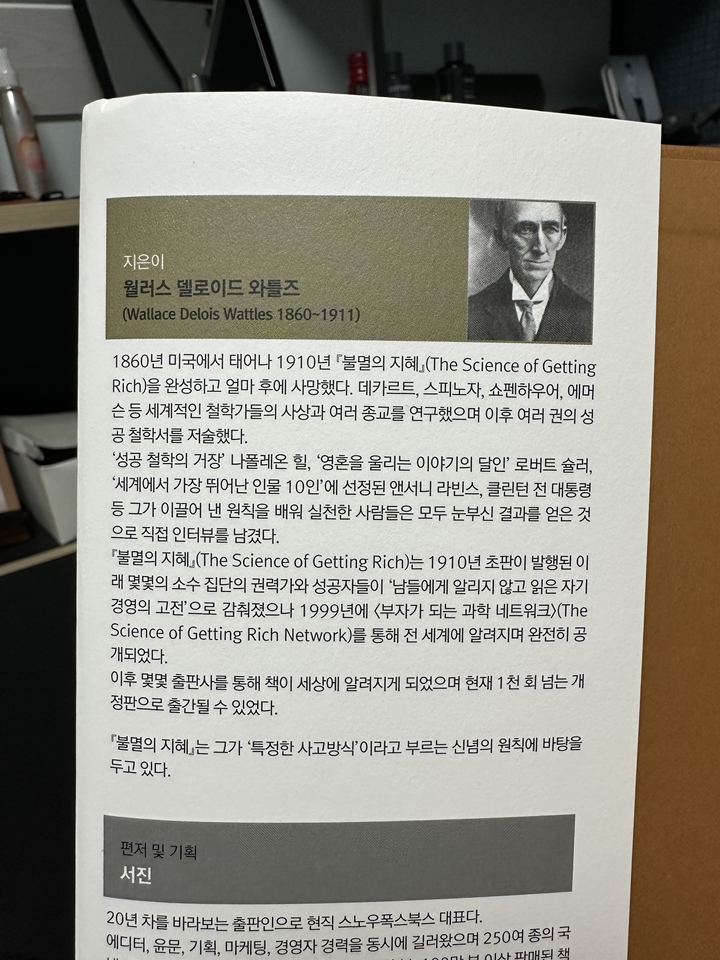 지은이
월러스 델로이드 와틀즈
(Wallace Delois Wattles 1860~1911)
1860년 미국에서 태어나 1910년 『불멸의 지혜』(The Science of Getting
Rich)을 완성하고 얼마 후에 사망했다. 데카르트, 스피노자, 쇼펜하우어, 에머
슨 등 세계적인 철학가들의 사상과 여러 종교를 연구했으며 이후 여러 권의 성
공 철학서를 저술했다.
‘성공 철학의 거장’ 나폴레온 힐, ‘영혼을 울리는 이야기의 달인’ 로버트 슐러,
‘세계에서 가장 뛰어난 인물 10인’에 선정된 앤서니 라빈스, 클린턴 전 대통령
등 그가 이끌어 낸 원칙을 배워 실천한 사람들은 모두 눈부신 결과를 얻은 것
으로 직접 인터뷰를 남겼다.
『불멸의 지혜』(The Science of Getting Rich)는 1910년 초판이 발행된 이
래 몇몇의 소수 집단의 권력가와 성공자들이 ‘남들에게 알리지 않고 읽은 자기
경영의 고전’으로 감춰졌으나 1999년에 〈부자가 되는 과학 네트워크〉(The
Science of Getting Rich Network)를 통해 전 세계에 알려지며 완전히 공
개되었다.
이후 몇몇 출판사를 통해 책이 세상에 알려지게 되었으며 현재 1천 회 넘는 개
정판으로 출간될 수 있었다.
『불멸의 지혜』는 그가 ‘특정한 사고방식’이라고 부르는 신념의 원칙에 바탕을
두고 있다.
편저 및 기획
서진
20년 차를 바라보는 출판인으로 현직 스노우폭스북스 대표다.
에디터, 윤문, 기획, 마케팅, 경영자 경력을 동시에 길러왔으며 250여 종의 국
100만 부 이상 판매된 책